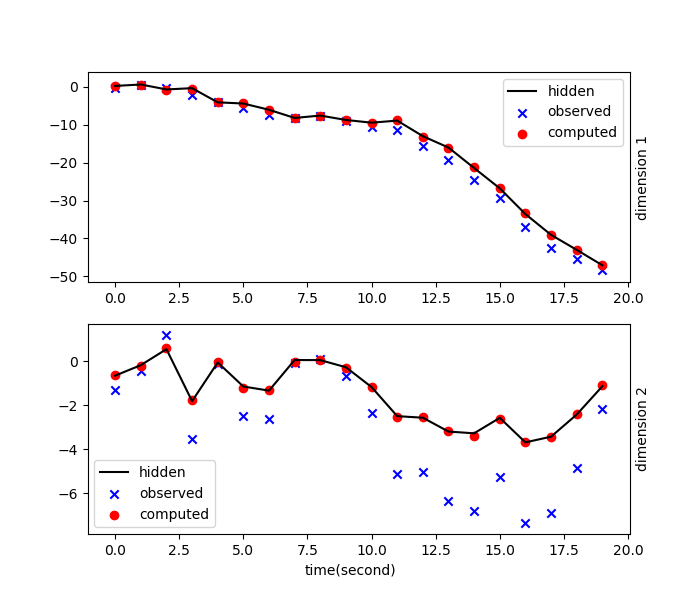 0
−10
−20
−30
−40
−50
hidden
observed
computed
dimension 1
0.0 2.5 5.0 7.5 10.0 12.5 15.0 17.5 20.0
0
−2
−4
−6
hidden
observed
computed
dimension 2
0.0 2.5 5.0 7.5 10.0 12.5 15.0 17.5 20.0
time(second)